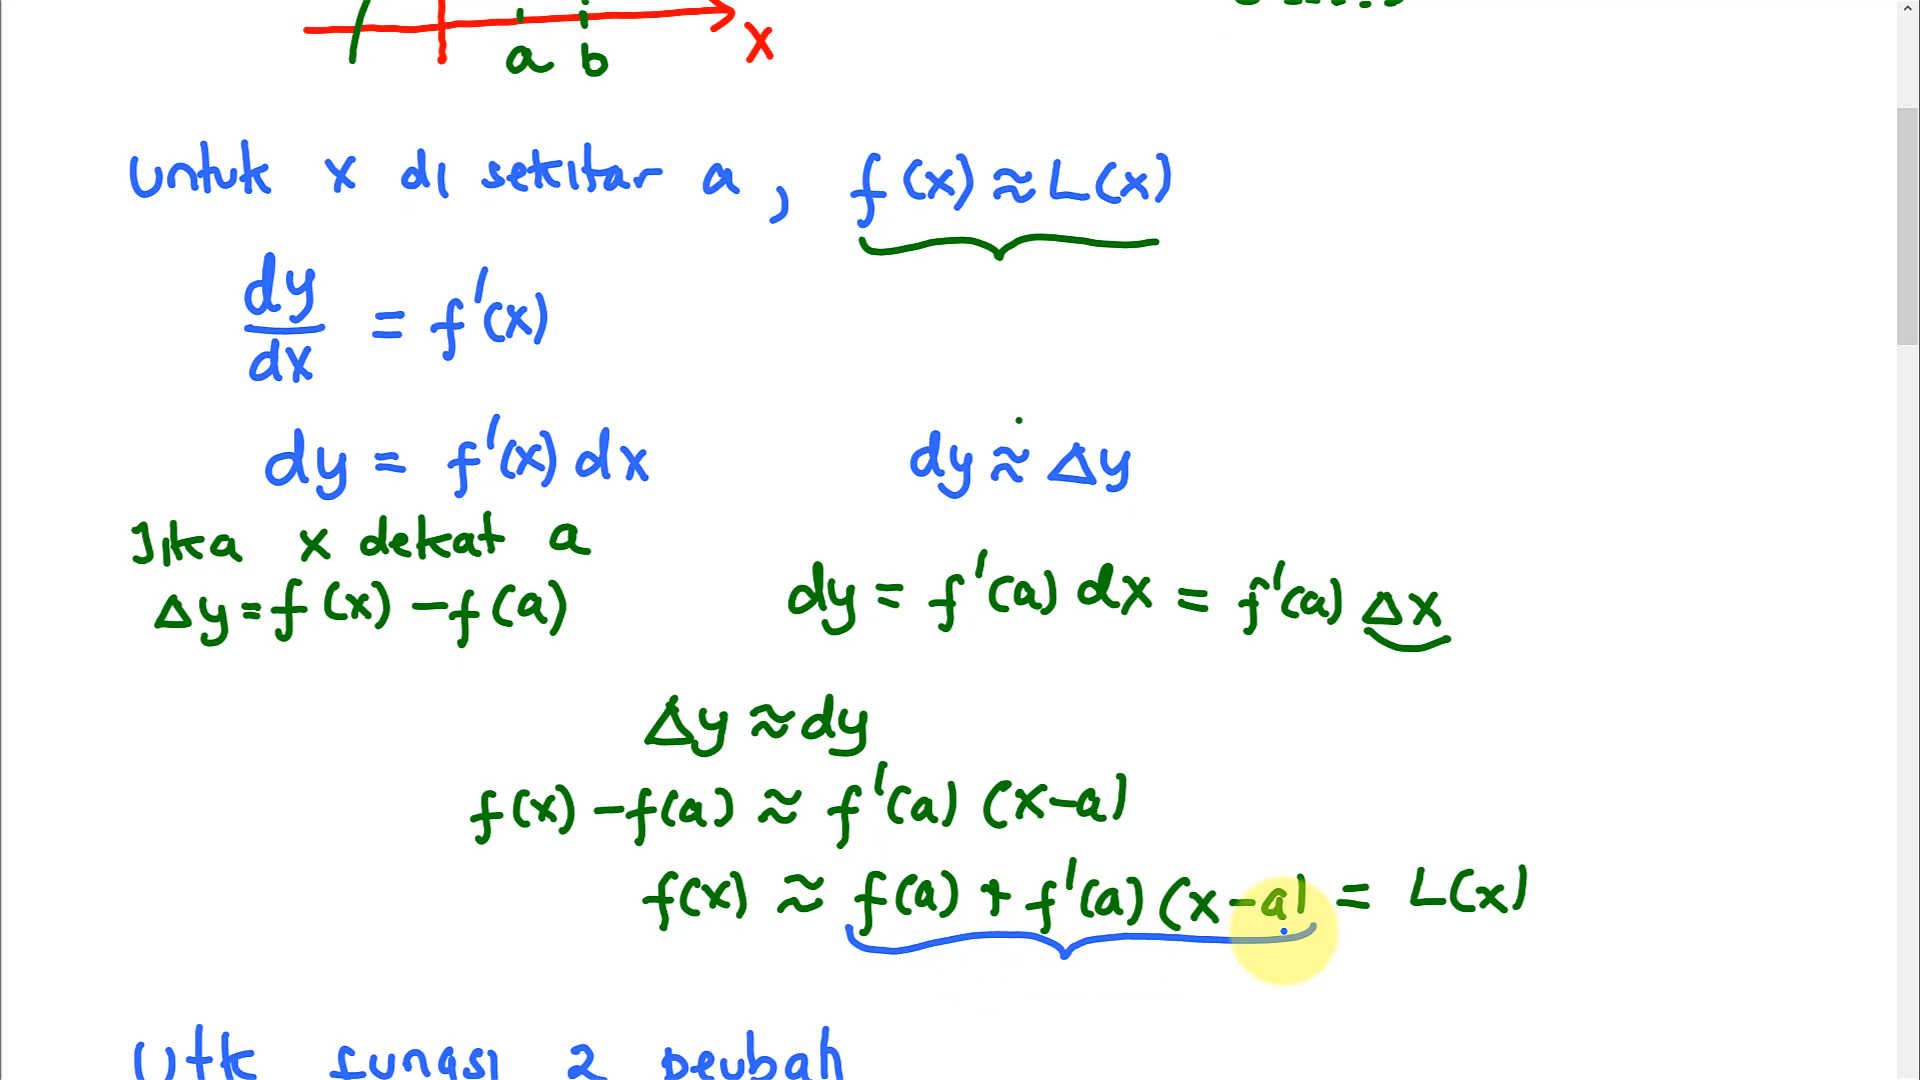 a b x
untuk x di sekitar a, f(x) ≈ L(x)
dy/dx = f'(x)
dy = f'(x) dx dy ≈ Δy
Jika x dekat a
Δy = f(x) - f(a) dy = f'(a) dx = f'(a) Δx
Δy ≈ dy
f(x) - f(a) ≈ f'(a) (x-a)
f(x) ≈ f(a) + f'(a) (x-a) = L(x)
Utk fungsi 2 peubah